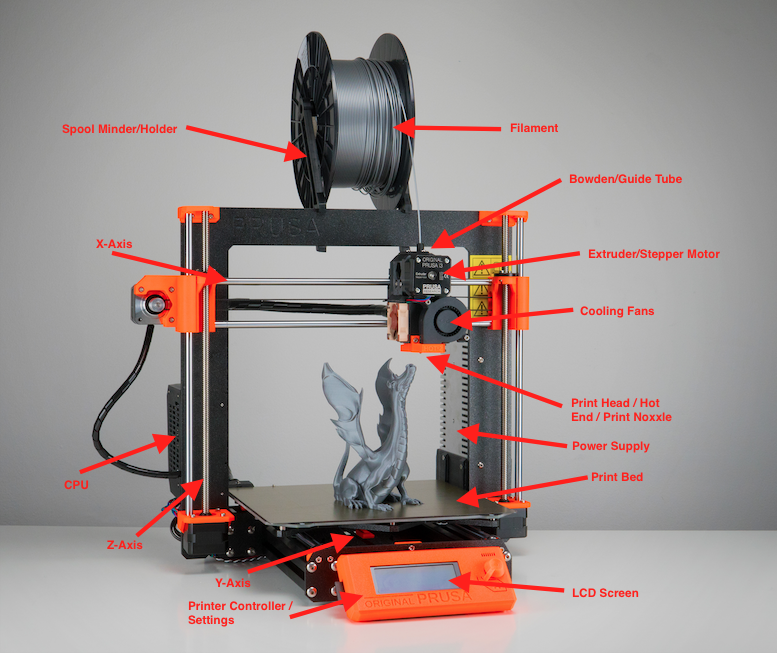 Spool Minder/Holder
Filament
Bowden/Guide Tube
PRUSA
X-Axis
Extruder/Stepper Motor
ORIGINAL
PRUSA i3
PRUSA
Cooling Fans
Print Head / Hot
End / Print Noxxle
Power Supply
Print Bed
CPU
Z-Axis
Y-Axis
Printer Controller /
Settings
LCD Screen
ORIGINAL PRUSA